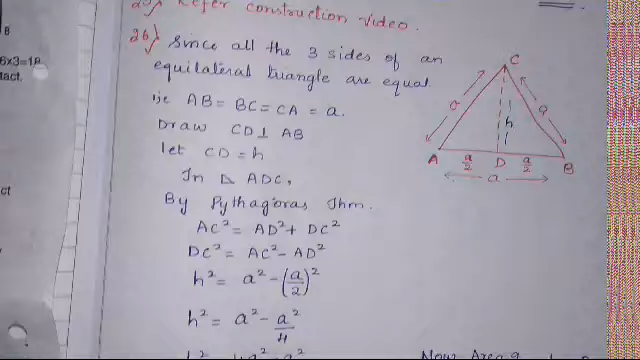 25) Refer construction video.
26) Since all the 3 sides of an
equilateral triangle are equal
ie AB = BC = CA = a.
Draw CD ⊥ AB
let CD = h
In △ ADC,
By Pythagoras Thm.
AC² = AD² + DC²
DC² = AC² − AD²
h² = a² − (a/2)²
h² = a² − a²/4
Now Area
C
a
a
h
A
a/2
D
a/2
B
a
8
6x3=18
tact.
ct